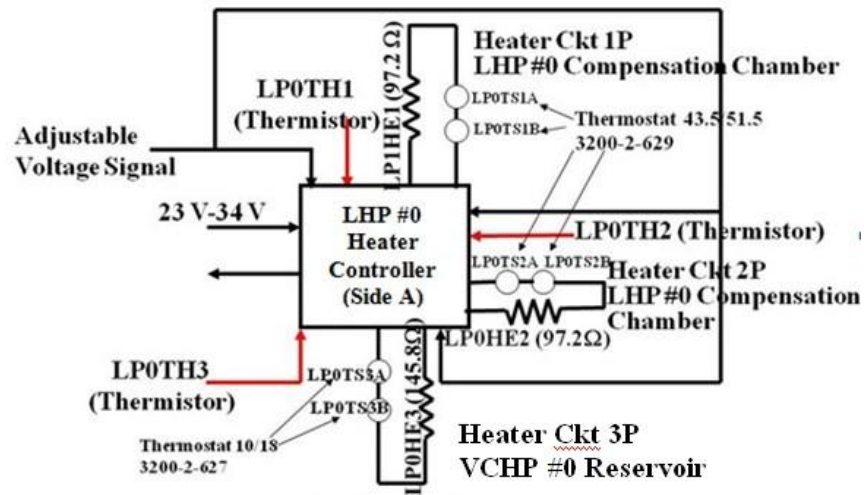 Heater Ckt 1P
LHP #0 Compensation Chamber
LP1HE1 (97.2 Ω)
LP0TH1
(Thermistor)
LP0TS1A
LP0TS1B
Thermostat 43.5/51.5
3200-2-629
Adjustable
Voltage Signal
23 V-34 V
LHP #0
Heater
Controller
(Side A)
LP0TH2 (Thermistor)
LP0TS2A LP0TS2B
Heater Ckt 2P
LHP #0 Compensation
Chamber
LP0HE2 (97.2Ω)
LP0TH3
(Thermistor)
LP0TS3A
LP0TS3B
LP0HE3 (145.8Ω)
Thermostat 10/18
3200-2-627
Heater Ckt 3P
VCHP #0 Reservoir